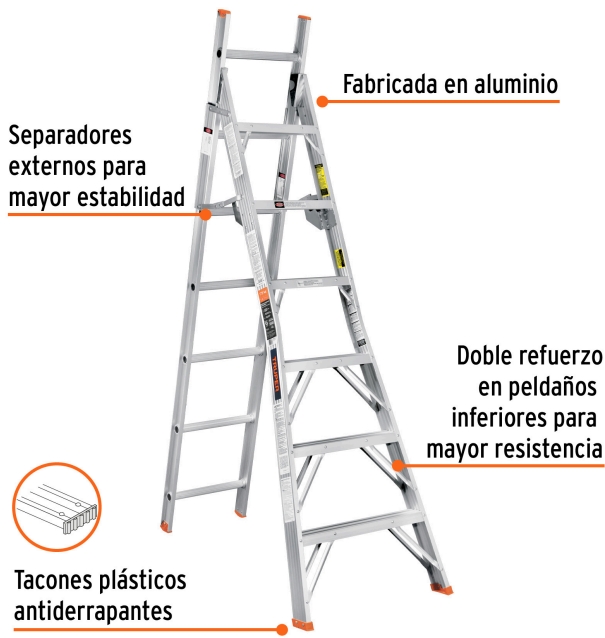 Fabricada en aluminio
Separadores
externos para
mayor estabilidad
Doble refuerzo
en peldaños
inferiores para
mayor resistencia
Tacones plásticos
antiderrapantes
TRUPER